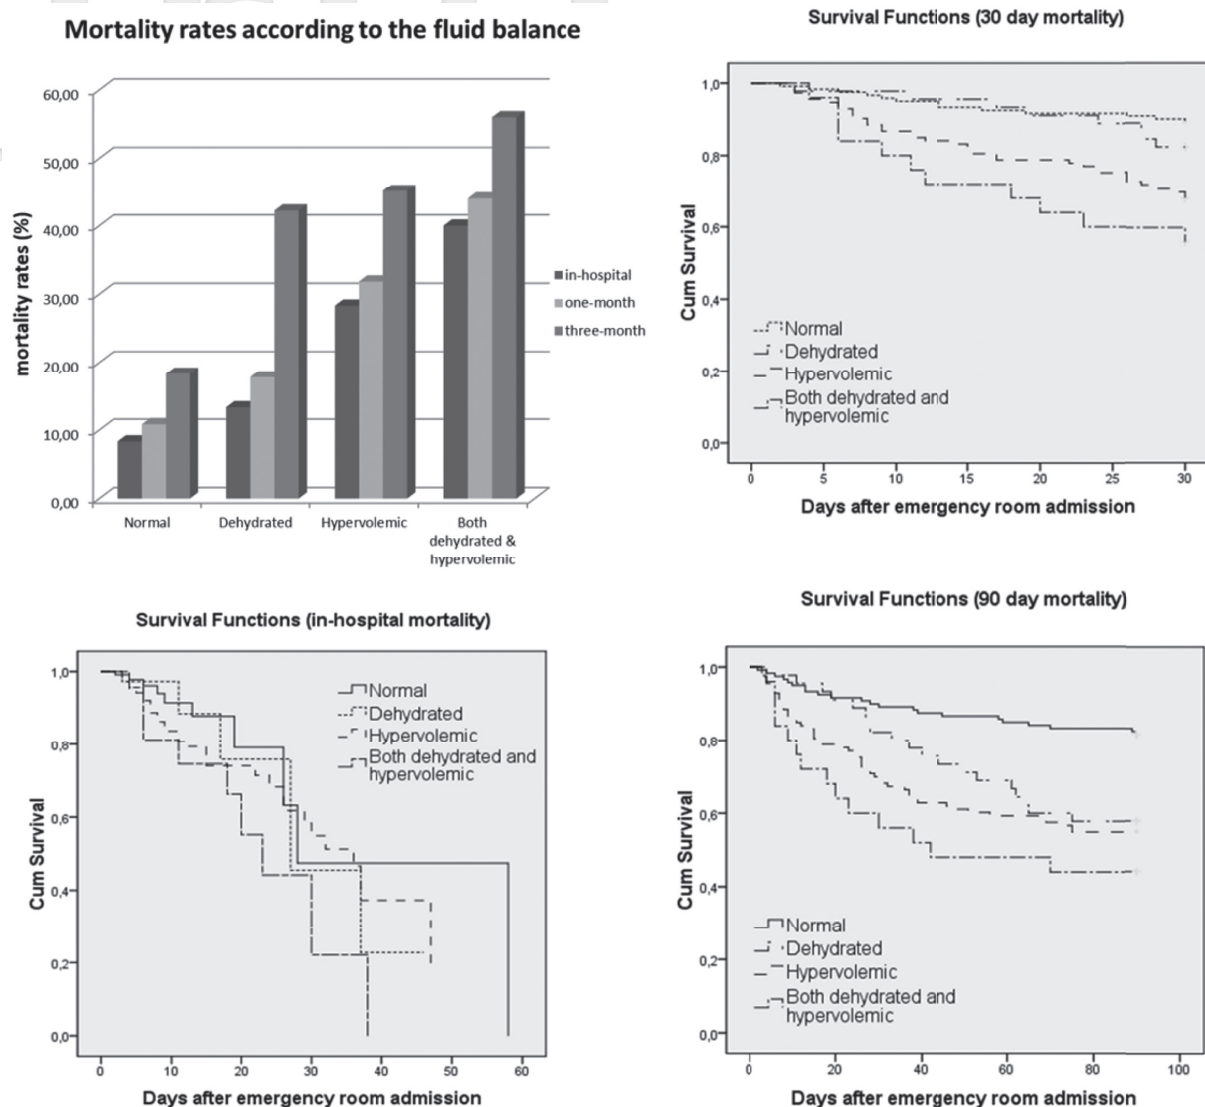 Mortality rates according to the fluid balance
60,00
50,00
40,00
30,00
20,00
10,00
0,00
mortality rates (%)
Normal
Dehydrated
Hypervolemic
Both
dehydrated &
hypervolemic
in-hospital
one-month
three-month
Survival Functions (30 day mortality)
1,0
0,8
0,6
0,4
0,2
0,0
Cum Survival
Normal
Dehydrated
Hypervolemic
Both dehydrated and
hypervolemic
0 5 10 15 20 25 30
Days after emergency room admission
Survival Functions (in-hospital mortality)
1,0
0,8
0,6
0,4
0,2
0,0
Cum Survival
Normal
Dehydrated
Hypervolemic
Both dehydrated and
hypervolemic
0 10 20 30 40 50 60
Days after emergency room admission
Survival Functions (90 day mortality)
1,0
0,8
0,6
0,4
0,2
0,0
Cum Survival
Normal
Dehydrated
Hypervolemic
Both dehydrated and
hypervolemic
0 20 40 60 80 100
Days after emergency room admission